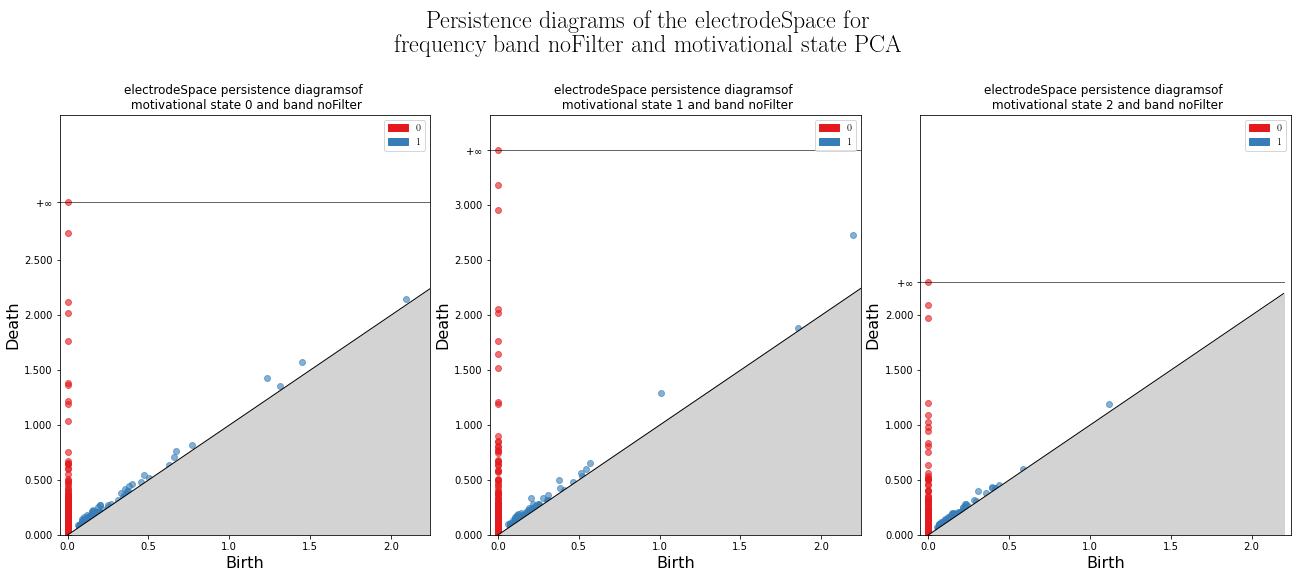 Persistence diagrams of the electrodeSpace for
frequency band noFilter and motivational state PCA
electrodeSpace persistence diagramsof
motivational state 0 and band noFilter
0
1
+∞
2.500
2.000
1.500
1.000
0.500
0.000
Death
0.0 0.5 1.0 1.5 2.0
Birth
electrodeSpace persistence diagramsof
motivational state 1 and band noFilter
0
1
+∞
3.000
2.500
2.000
1.500
1.000
0.500
0.000
Death
0.0 0.5 1.0 1.5 2.0
Birth
electrodeSpace persistence diagramsof
motivational state 2 and band noFilter
0
1
+∞
2.000
1.500
1.000
0.500
0.000
Death
0.0 0.5 1.0 1.5 2.0
Birth